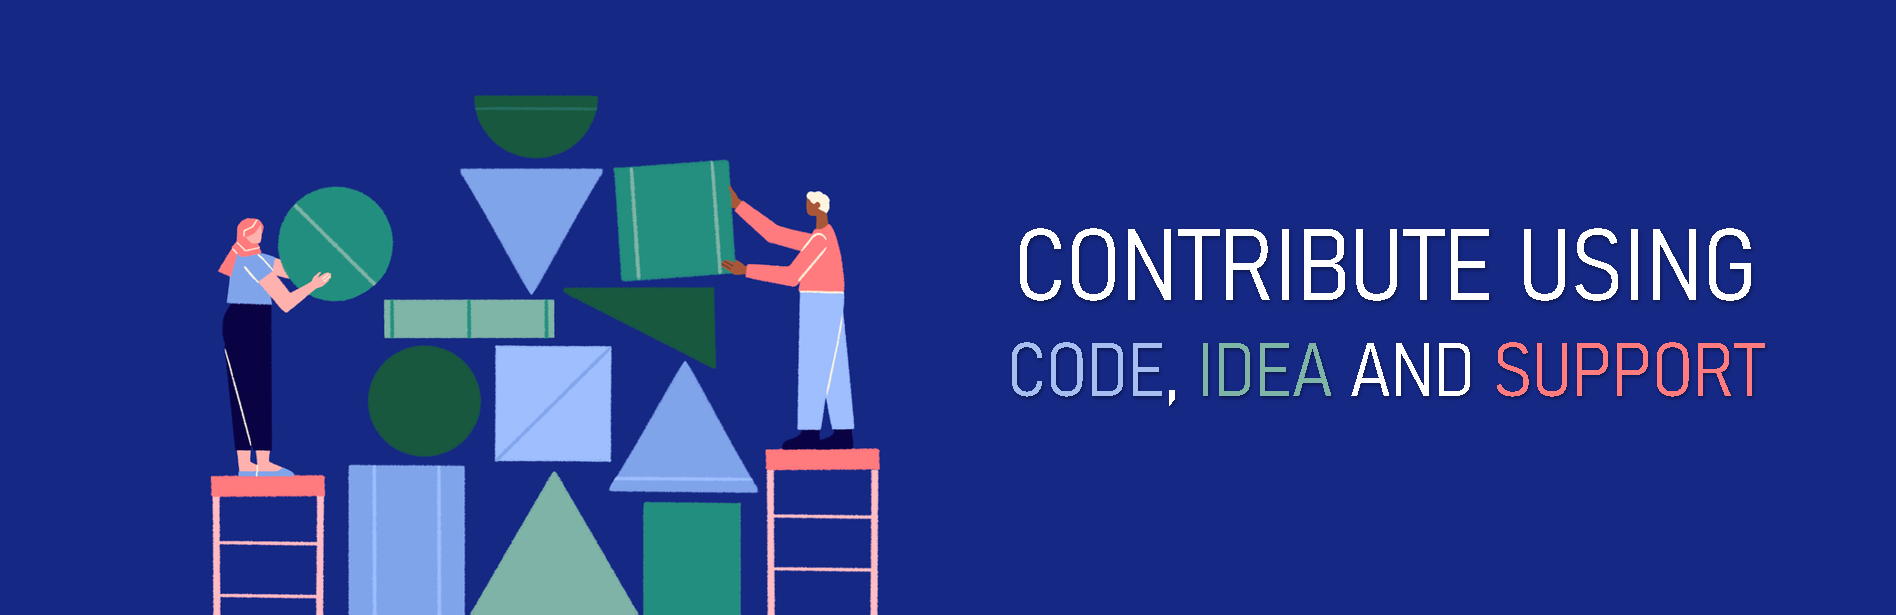 CONTRIBUTE USING
CODE, IDEA AND SUPPORT